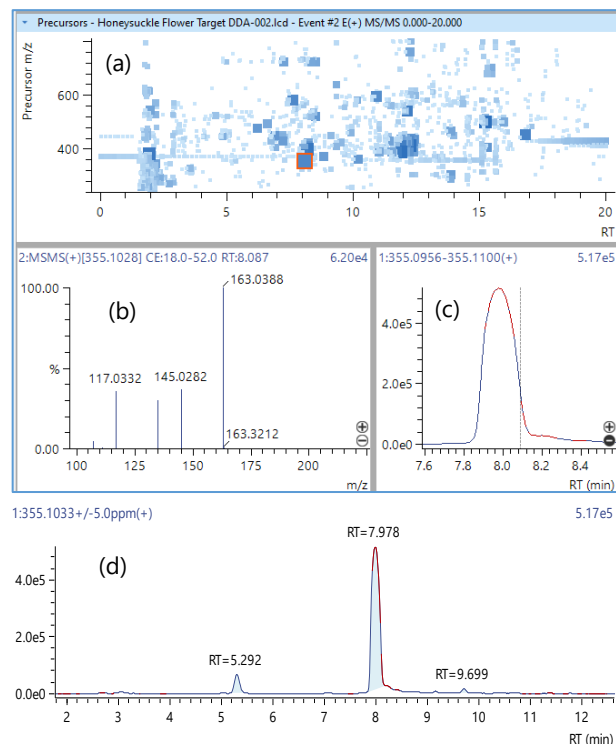 Precursors - Honeysuckle Flower Target DDA-002.lcd - Event #2 E(+) MS/MS 0.000-20.000
(a)
Precursor m/z
600
400
0 5 10 15 20
RT
2:MSMS(+)[355.1028] CE:18.0-52.0 RT:8.087 6.20e4
100.00
163.0388
(b)
%
117.0332
145.0282
163.3212
0.00
100 125 150 175 200
m/z
1:355.0956-355.1100(+) 5.17e5
(c)
4.0e5
2.0e5
0.0e0
7.6 7.8 8.0 8.2 8.4
RT (min)
1:355.1033+/-5.0ppm(+) 5.17e5
RT=7.978
(d)
4.0e5
2.0e5
RT=5.292
RT=9.699
0.0e0
2 3 4 5 6 7 8 9 10 11 12
RT (min)